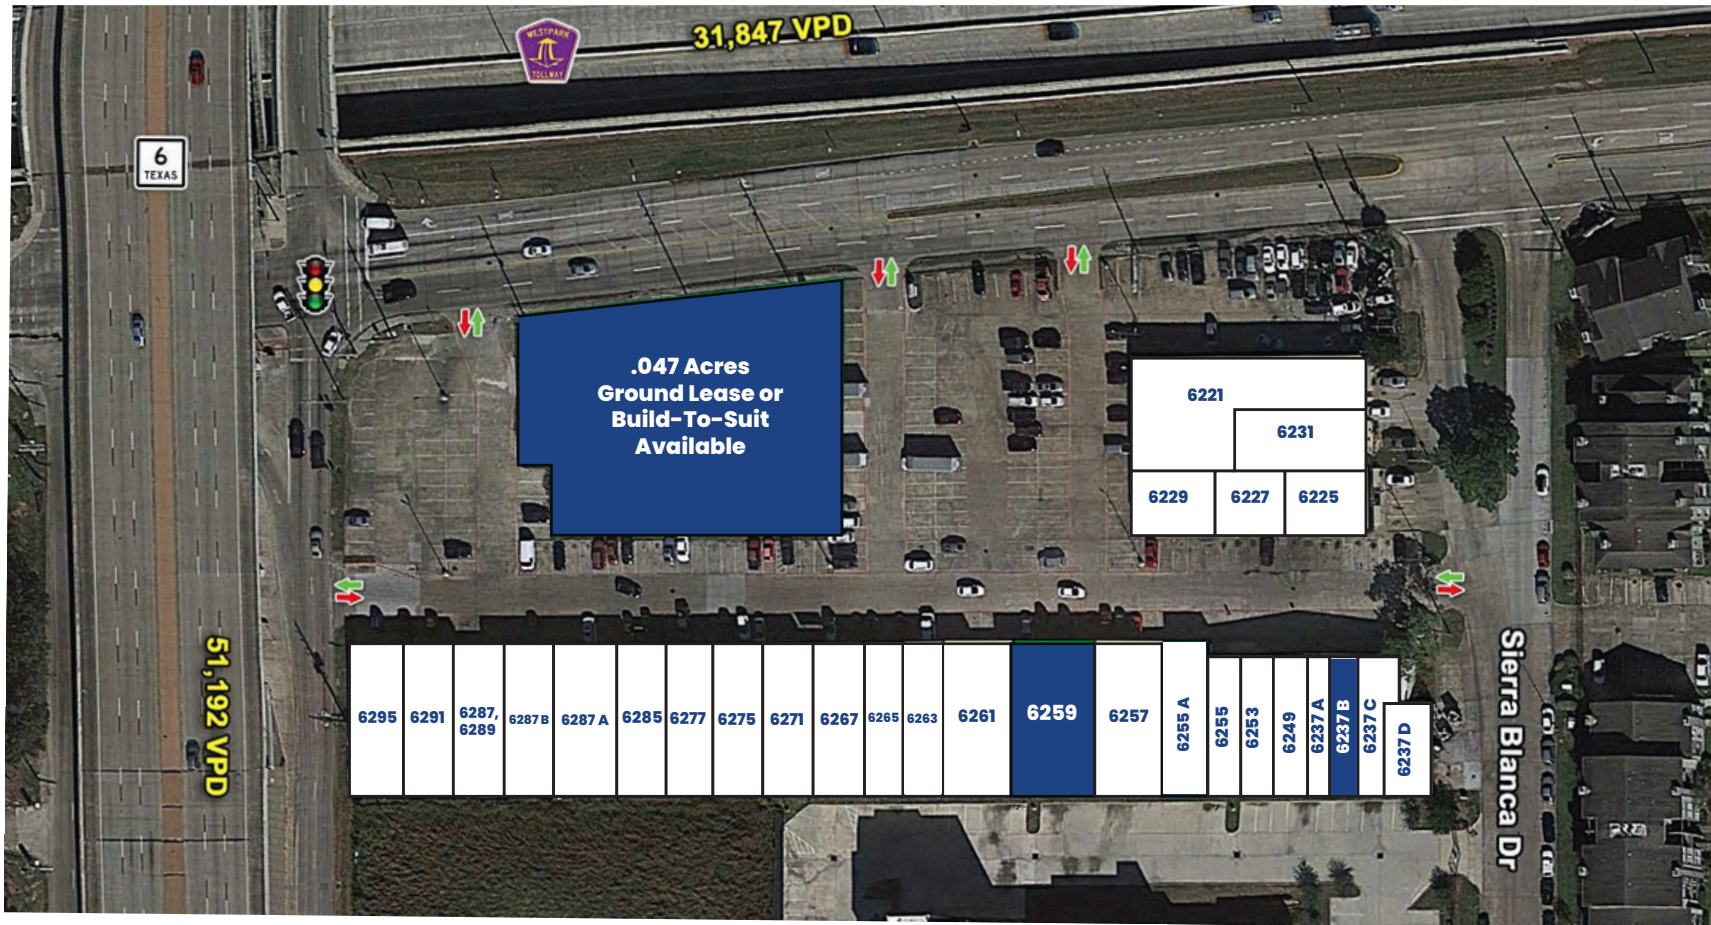 WESTPARK
TOLLWAY
31,847 VPD
6
TEXAS
.047 Acres
Ground Lease or
Build-To-Suit
Available
6221
6231
6229
6227
6225
51,192 VPD
Sierra Blanca Dr
6295
6291
6287,
6289
6287 B
6287 A
6285
6277
6275
6271
6267
6265
6263
6261
6259
6257
6255 A
6255
6253
6249
6237 A
6237 B
6237 C
6237 D